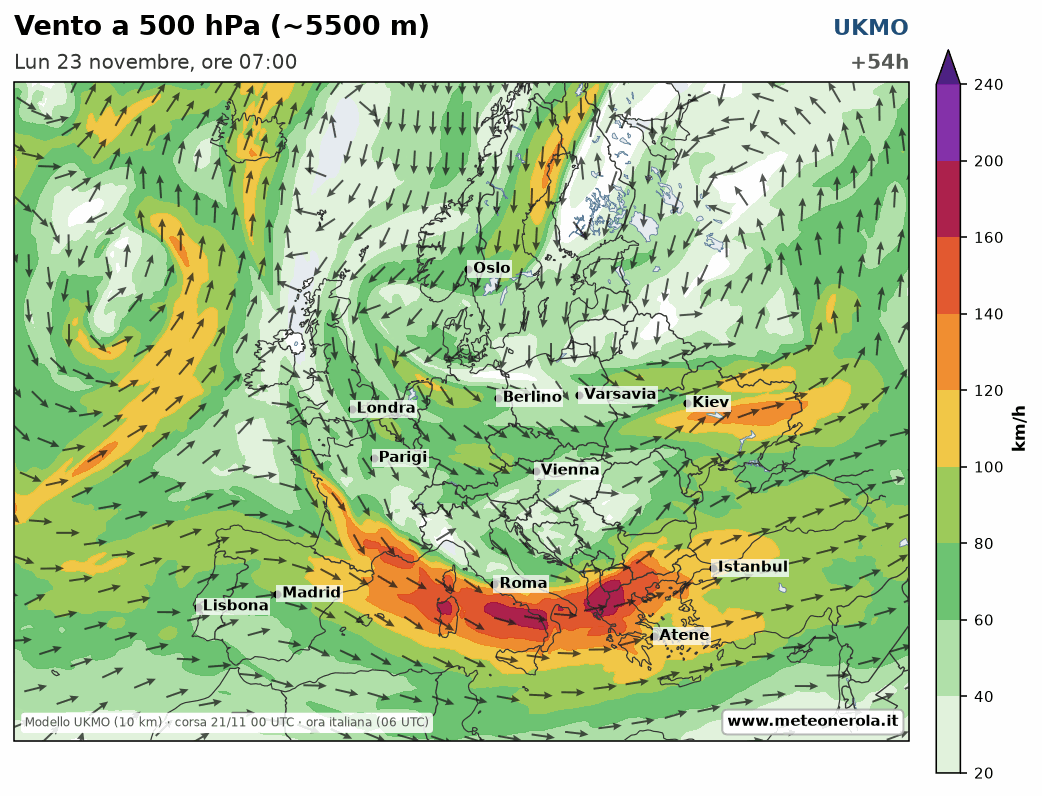 Vento a 500 hPa (~5500 m)
UKMO
Lun 23 novembre, ore 07:00
+54h
240
200
160
140
120
100
80
60
40
20
km/h
Oslo
Berlino
Varsavia
Kiev
Londra
Parigi
Vienna
Istanbul
Roma
Madrid
Lisbona
Atene
Modello UKMO (10 km) · corsa 21/11 00 UTC · ora italiana (06 UTC)
www.meteonerola.it